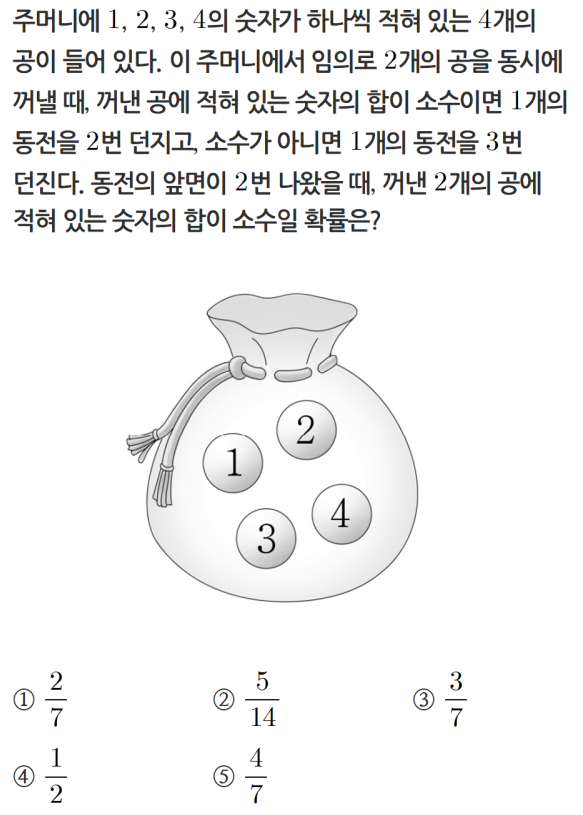 주머니에 1, 2, 3, 4의 숫자가 하나씩 적혀 있는 4개의
공이 들어 있다. 이 주머니에서 임의로 2개의 공을 동시에
꺼낼 때, 꺼낸 공에 적혀 있는 숫자의 합이 소수이면 1개의
동전을 2번 던지고, 소수가 아니면 1개의 동전을 3번
던진다. 동전의 앞면이 2번 나왔을 때, 꺼낸 2개의 공에
적혀 있는 숫자의 합이 소수일 확률은?
2
1
4
3
① 2/7 ② 5/14 ③ 3/7
④ 1/2 ⑤ 4/7